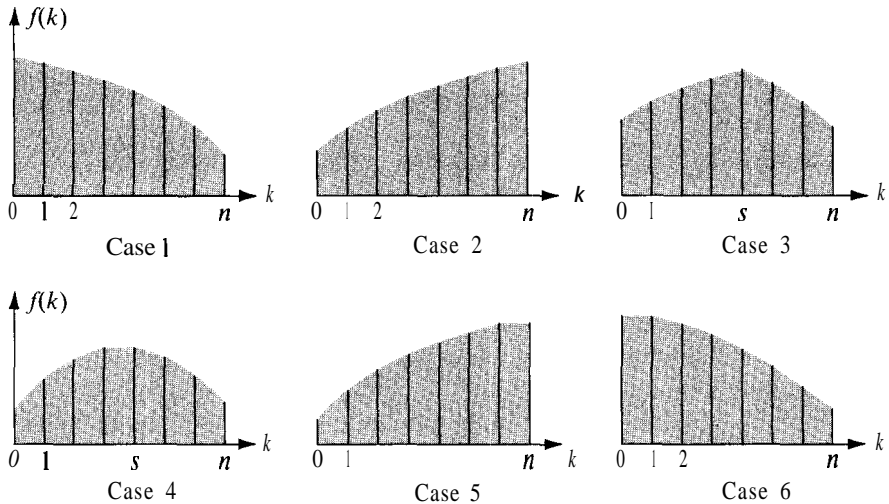 f(k)
0 1 2 n k
Case 1
0 1 2 n k
Case 2
0 1 s n k
Case 3
f(k)
0 1 s n k
Case 4
0 1 n k
Case 5
0 1 2 n k
Case 6